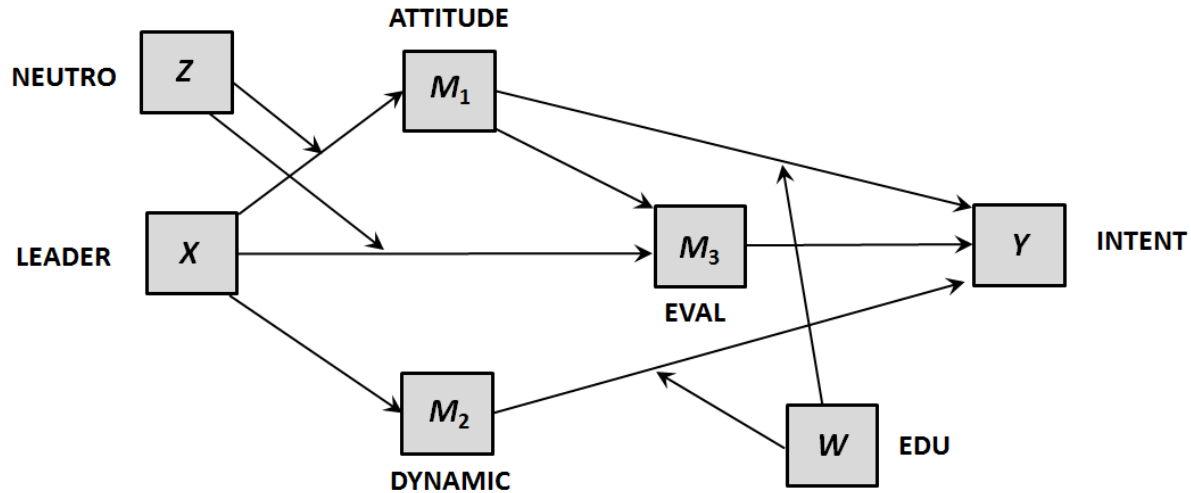 ATTITUDE
NEUTRO
Z
M1
LEADER
X
M3
Y
INTENT
EVAL
M2
W
EDU
DYNAMIC